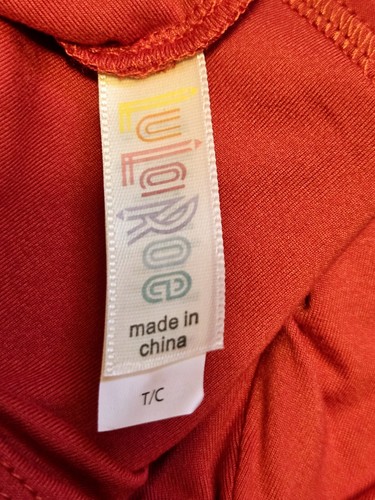 LuLaRoe
made in
china
T/C